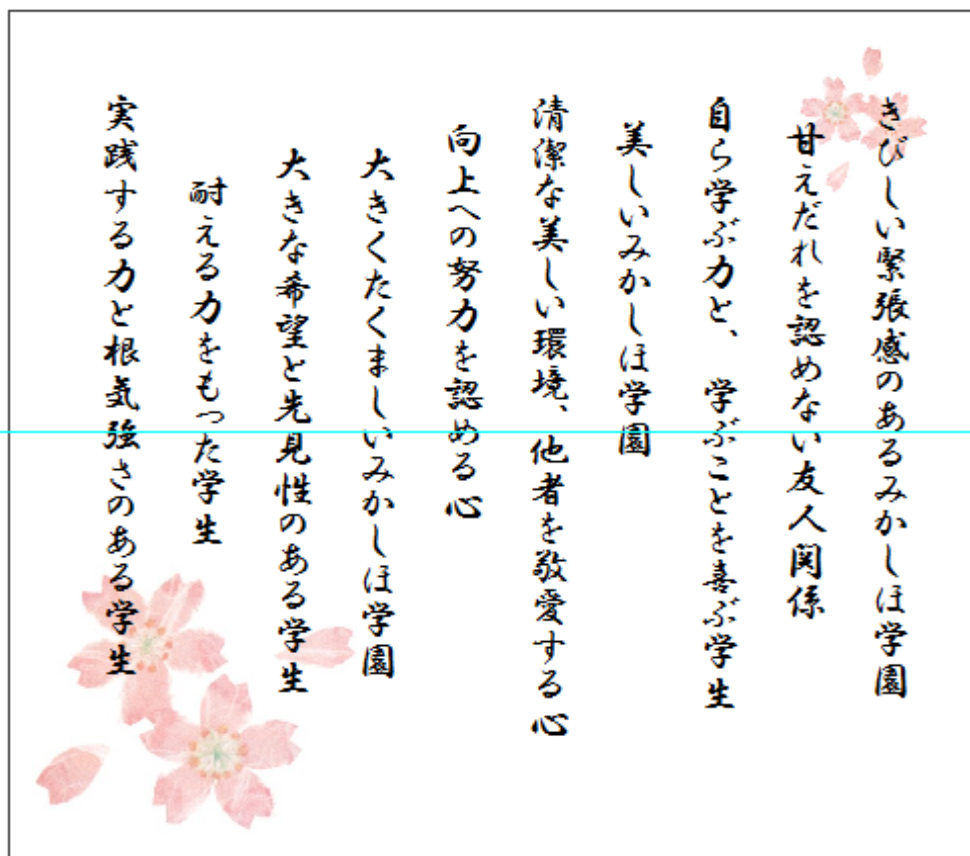 きびしい緊張感のあるみかしほ学園
甘えだれを認めない友人関係
自ら学ぶ力と、学ぶことを喜ぶ学生
美しいみかしほ学園
清潔な美しい環境、他者を敬愛する心
向上への努力を認める心
大きくたくましいみかしほ学園
大きな希望と先見性のある学生
耐える力をもった学生
実践する力と根気強さのある学生